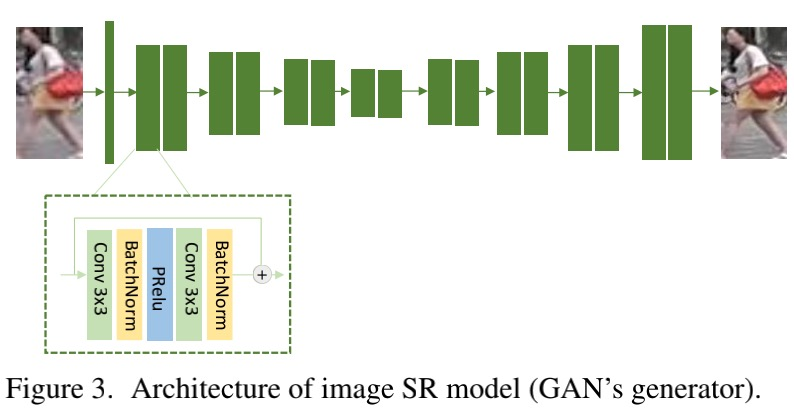 Conv 3x3
BatchNorm
PRelu
Conv 3x3
BatchNorm
+
Figure 3. Architecture of image SR model (GAN's generator).